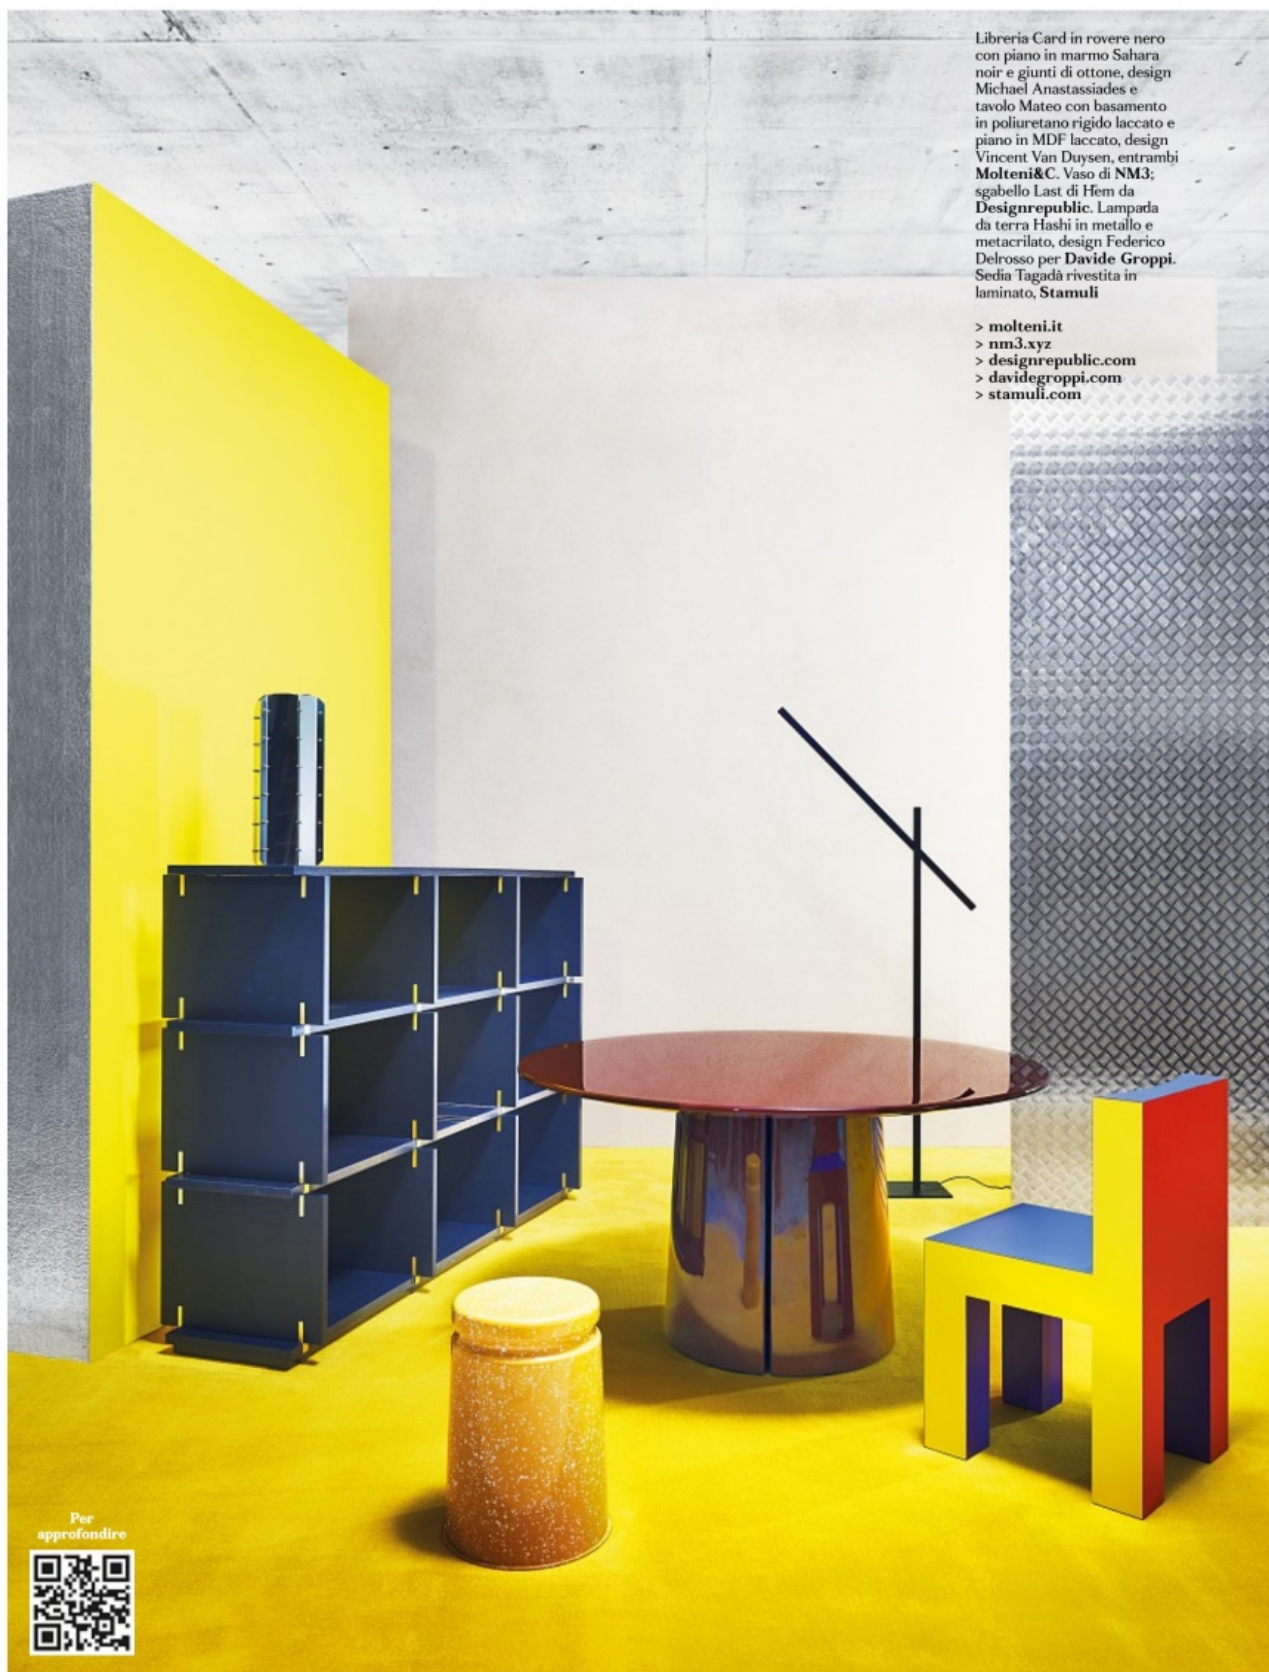 Libreria Card in rovere nero
con piano in marmo Sahara
noir e giunti di ottone, design
Michael Anastassiades e
tavolo Mateo con basamento
in poliuretano rigido laccato e
piano in MDF laccato, design
Vincent Van Duysen, entrambi
Molteni&C. Vaso di NM3;
sgabello Last di Hem da
Designrepublic. Lampada
da terra Hashi in metallo e
metacrilato, design Federico
Delrosso per Davide Groppi.
Sedia Tagadà rivestita in
laminato, Stamuli
> molteni.it
> nm3.xyz
> designrepublic.com
> davidegroppi.com
> stamuli.com
Per
approfondire